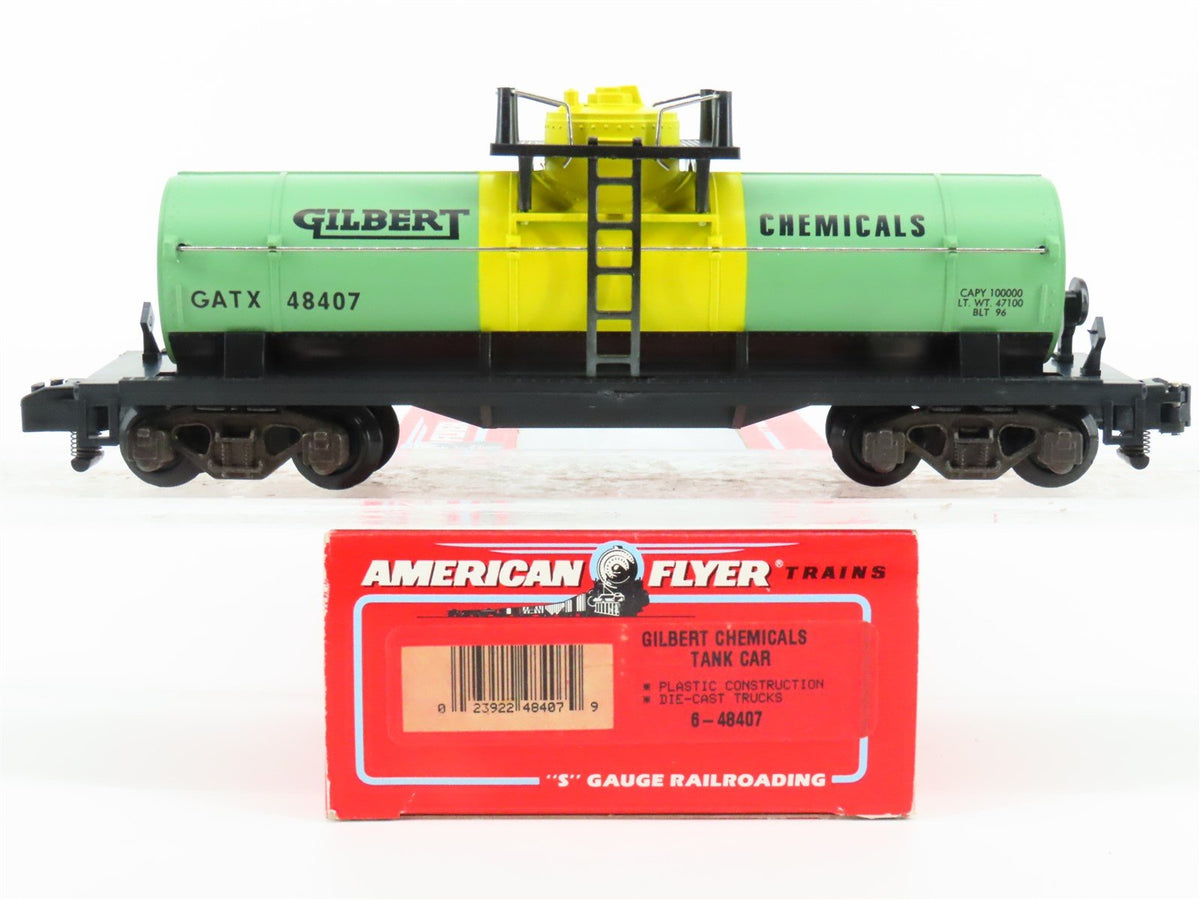 GILBERT CHEMICALS
GATX 48407
CAPY 100000
LT. WT. 47100
BLT 96
AMERICAN FLYER® TRAINS
GILBERT CHEMICALS
TANK CAR
* PLASTIC CONSTRUCTION
* DIE-CAST TRUCKS
6-48407
0 23922 48407 9
"S" GAUGE RAILROADING